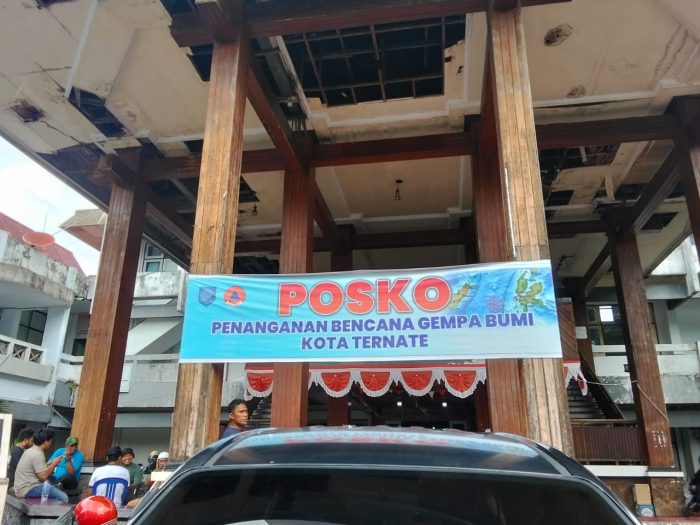 POSKO
PENANGANAN BENCANA GEMPA BUMI
KOTA TERNATE